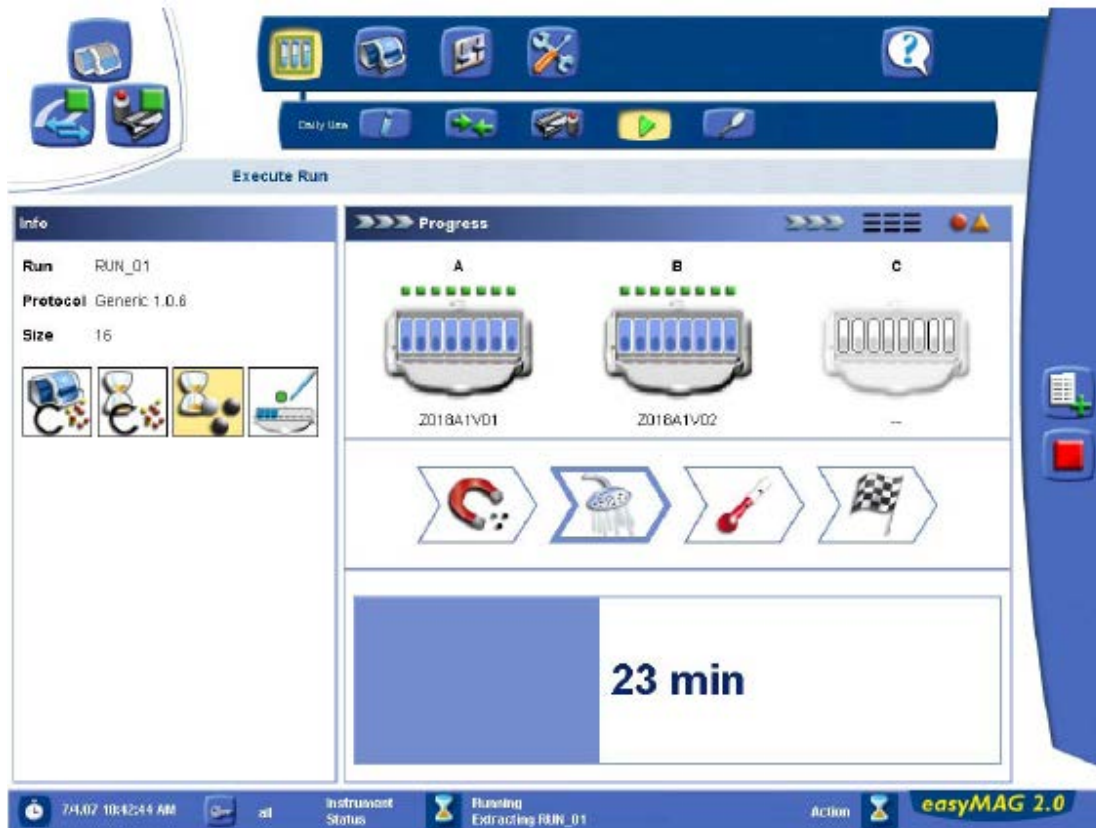 Daily Use
Execute Run
Info
Run RUN_01
Protocol Generic 1.0.6
Size 16
Progress
A B C
Z018A1V01 Z018A1V02 --
23 min
7/4/07 10:42:44 AM
all
Instrument Status
Running
Extracting RUN_01
Action
easyMAG 2.0